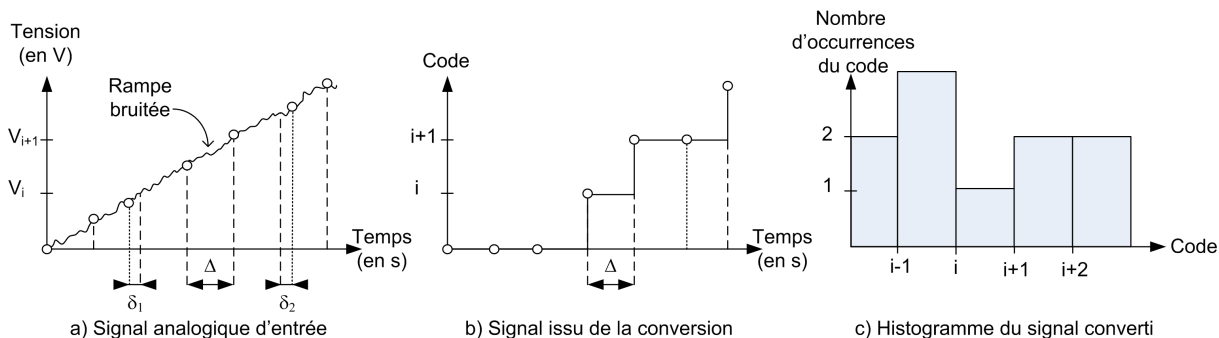 Tension
(en V)
Rampe
bruitée
V_{i+1}
V_i
Temps
(en s)
Δ
δ_1
δ_2
a) Signal analogique d'entrée
Code
i+1
i
Temps
(en s)
Δ
b) Signal issu de la conversion
Nombre
d'occurrences
du code
2
1
i-1
i
i+1
i+2
Code
c) Histogramme du signal converti